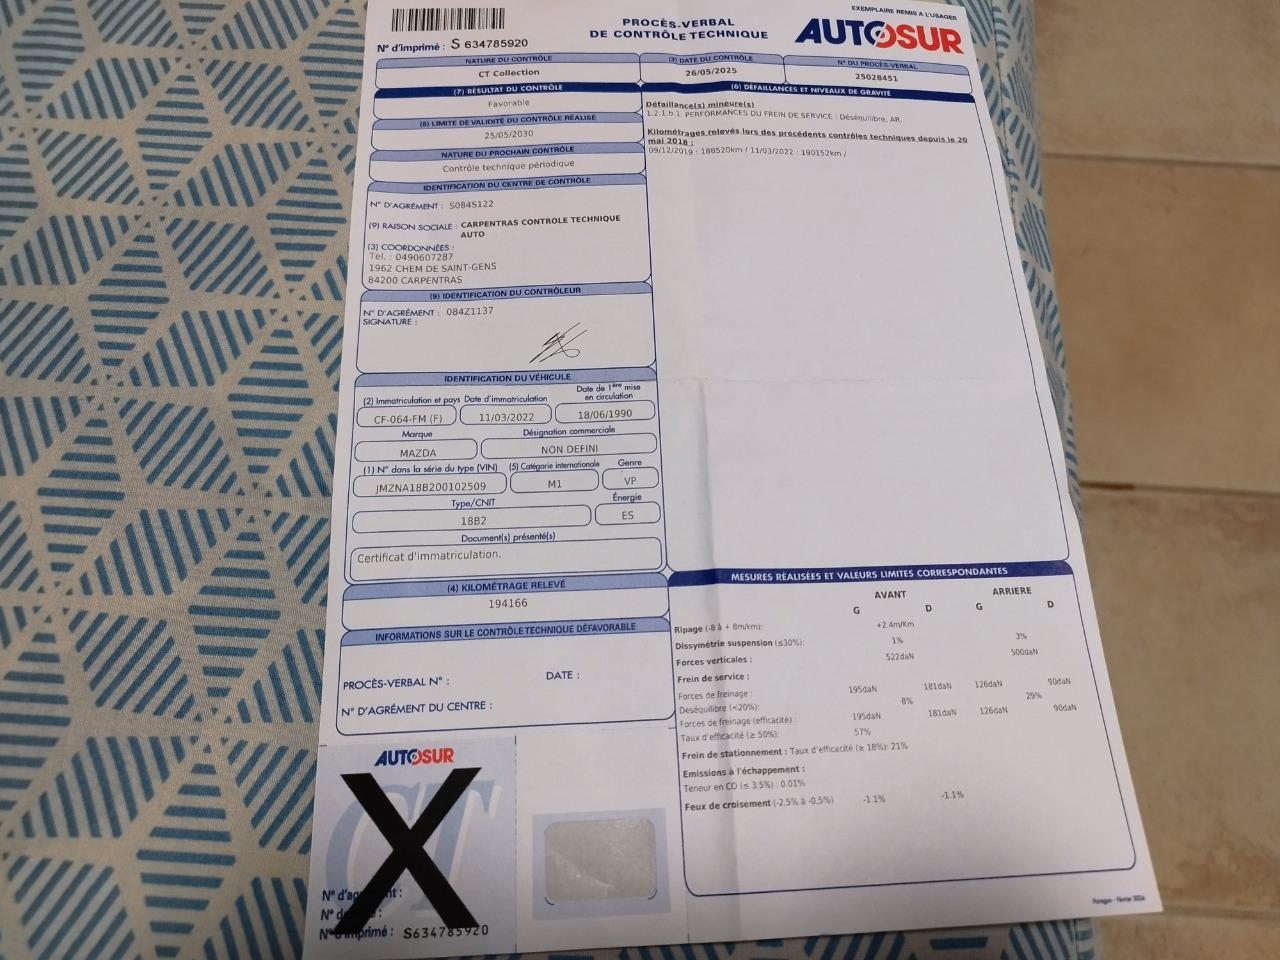 EXEMPLAIRE REMIS A L'USAGER
N° d'imprimé : S 634785920
PROCÈS-VERBAL
DE CONTRÔLE TECHNIQUE
AUTOSUR
NATURE DU CONTRÔLE
CT Collection
(3) DATE DU CONTRÔLE
26/05/2025
N° DU PROCÈS-VERBAL
25028451
(7) RÉSULTAT DU CONTRÔLE
Favorable
(8) LIMITE DE VALIDITÉ DU CONTRÔLE RÉALISÉ
25/05/2030
NATURE DU PROCHAIN CONTRÔLE
Contrôle technique périodique
IDENTIFICATION DU CENTRE DE CONTRÔLE
N° D'AGRÉMENT : S084S122
(9) RAISON SOCIALE : CARPENTRAS CONTROLE TECHNIQUE
AUTO
(3) COORDONNÉES :
Tel. : 0490607287
1962 CHEM DE SAINT-GENS
84200 CARPENTRAS
(9) IDENTIFICATION DU CONTRÔLEUR
N° D'AGRÉMENT : 084Z1137
SIGNATURE :
IDENTIFICATION DU VÉHICULE
(2) Immatriculation et pays Date d'immatriculation Date de 1ère mise
en circulation
CF-064-FM (F) 11/03/2022 18/06/1990
Marque Désignation commerciale
MAZDA NON DEFINI
(1) N° dans la série du type (VIN) (5) Catégorie internationale Genre
JMZNA18B200102509 M1 VP
Type/CNIT Énergie
18B2 ES
Document(s) présenté(s)
Certificat d'immatriculation.
(4) KILOMÉTRAGE RELEVÉ
194166
INFORMATIONS SUR LE CONTRÔLE TECHNIQUE DÉFAVORABLE
PROCÈS-VERBAL N° : DATE :
N° D'AGRÉMENT DU CENTRE :
(6) DÉFAILLANCES ET NIVEAUX DE GRAVITÉ
Défaillance(s) mineure(s)
1.2.1.b.1. PERFORMANCES DU FREIN DE SERVICE : Déséquilibre, AR.
Kilométrages relevés lors des précédents contrôles techniques depuis le 20
mai 2018 :
09/12/2019 : 188520km / 11/03/2022 : 190152km /
MESURES RÉALISÉES ET VALEURS LIMITES CORRESPONDANTES
AVANT ARRIERE
G D G D
Ripage (-8 à + 8m/km): +2.4m/Km
Dissymétrie suspension (≤30%): 1% 3%
Forces verticales : 522daN 500daN
Frein de service :
Forces de freinage : 195daN 181daN 126daN 90daN
Déséquilibre (<20%): 8% 29%
Forces de freinage (efficacité) : 195daN 181daN 126daN 90daN
Taux d'efficacité (≥ 50%): 57%
Frein de stationnement : Taux d'efficacité (≥ 18%): 21%
Emissions à l'échappement :
Teneur en CO (≤ 3.5%) : 0.01%
Feux de croisement (-2.5% à -0.5%) -1.1% -1.1%
AUTOSUR
CT
X
N° d'imprimé : S634785920
Paragon - Février 2024